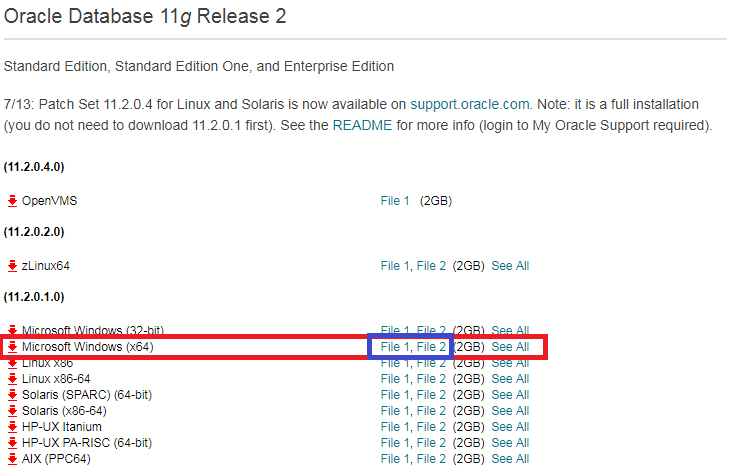 Oracle Database 11g Release 2
Standard Edition, Standard Edition One, and Enterprise Edition
7/13: Patch Set 11.2.0.4 for Linux and Solaris is now available on support.oracle.com. Note: it is a full installation
(you do not need to download 11.2.0.1 first). See the README for more info (login to My Oracle Support required).
(11.2.0.4.0)
OpenVMS File 1 (2GB)
(11.2.0.2.0)
zLinux64 File 1, File 2 (2GB) See All
(11.2.0.1.0)
Microsoft Windows (32-bit) File 1, File 2 (2GB) See All
Microsoft Windows (x64) File 1, File 2 (2GB) See All
Linux x86 File 1, File 2 (2GB) See All
Linux x86-64 File 1, File 2 (2GB) See All
Solaris (SPARC) (64-bit) File 1, File 2 (2GB) See All
Solaris (x86-64) File 1, File 2 (2GB) See All
HP-UX Itanium File 1, File 2 (2GB) See All
HP-UX PA-RISC (64-bit) File 1, File 2 (2GB) See All
AIX (PPC64) File 1, File 2 (2GB) See All